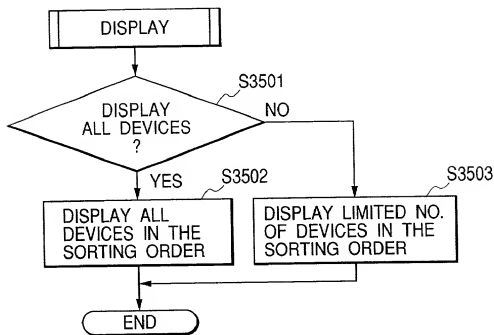 DISPLAY
S3501
DISPLAY
ALL DEVICES
?
NO
YES
S3502
S3503
DISPLAY ALL
DEVICES IN THE
SORTING ORDER
DISPLAY LIMITED NO.
OF DEVICES IN THE
SORTING ORDER
END